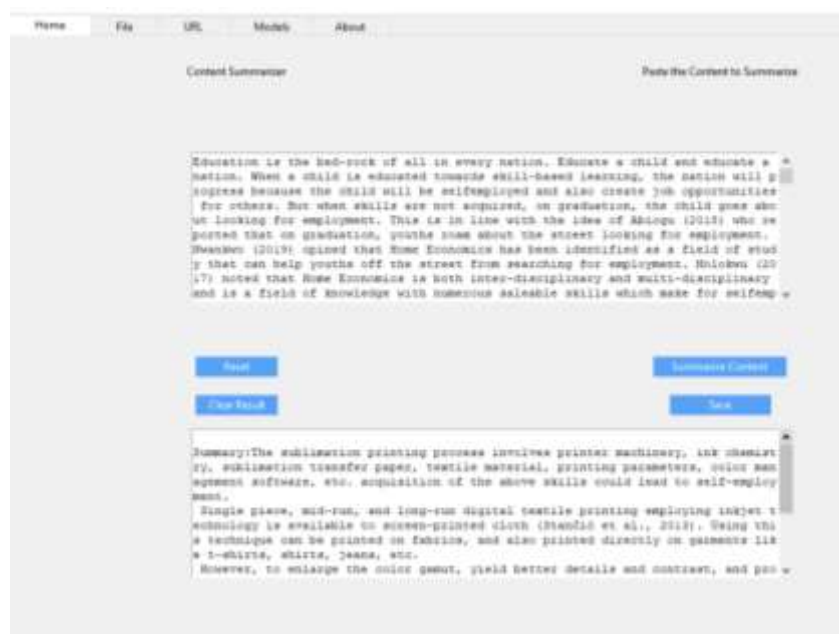 Home File URL Models About
Content Summarizer Paste the Content to Summarize
Education is the bed-rock of all in every nation. Educate a child and educate a
nation. When a child is educated towards skill-based learning, the nation will p
rogress because the child will be selfemployed and also create job opportunities
for others. But when skills are not acquired, on graduation, the child goes abo
ut looking for employment. This is in line with the idea of Abiogu (2015) who re
ported that on graduation, youths roam about the street looking for employment.
Nwankwo (2019) opined that Home Economics has been identified as a field of stud
y that can help youths off the street from searching for employment. (20
17) noted that Home Economics is both inter-disciplinary and multi-disciplinary
and is a field of knowledge with numerous saleable skills which make for selfemp
Reset Summarize Content
Clear Result Save
Summary:The sublimation printing process involves printer machinery, ink chemist
ry, sublimation transfer paper, textile material, printing parameters, color man
agement software, etc. acquisition of the above skills could lead to self-employ
ment.
Single piece, mid-run, and long-run digital textile printing employing inkjet t
echnology is available to screen-printed cloth (Stančić et al., 2013). Using thi
s technique can be printed on fabrics, and also printed directly on garments lik
e t-shirts, shirts, jeans, etc.
However, to enlarge the color gamut, yield better details and contrast, and pro